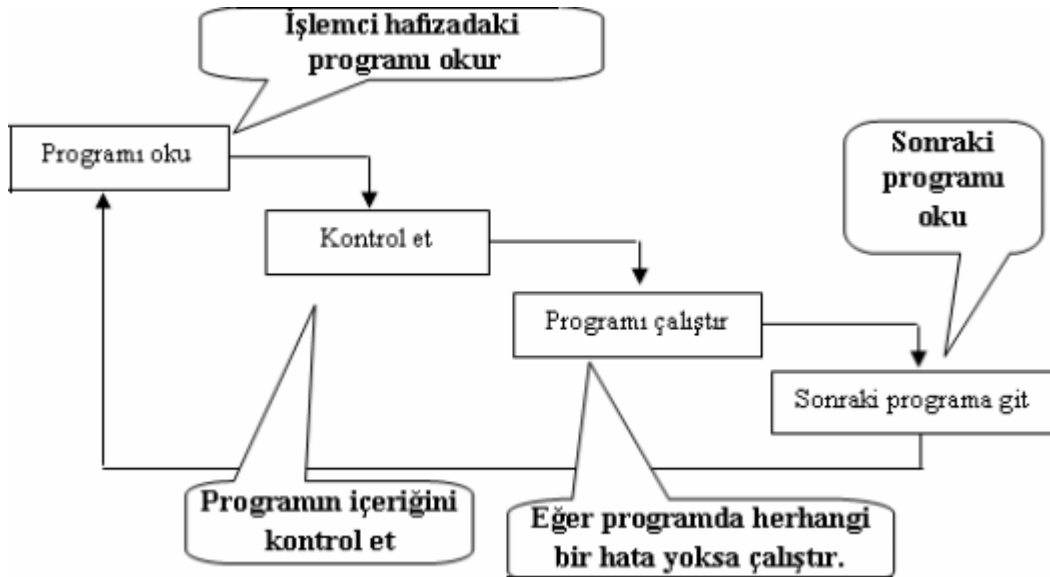 İşlemci hafızadaki
programı okur
Programı oku
Sonraki
programı
oku
Kontrol et
Programı çalıştır
Sonraki programa git
Programın içeriğini
kontrol et
Eğer programda herhangi
bir hata yoksa çalıştır.